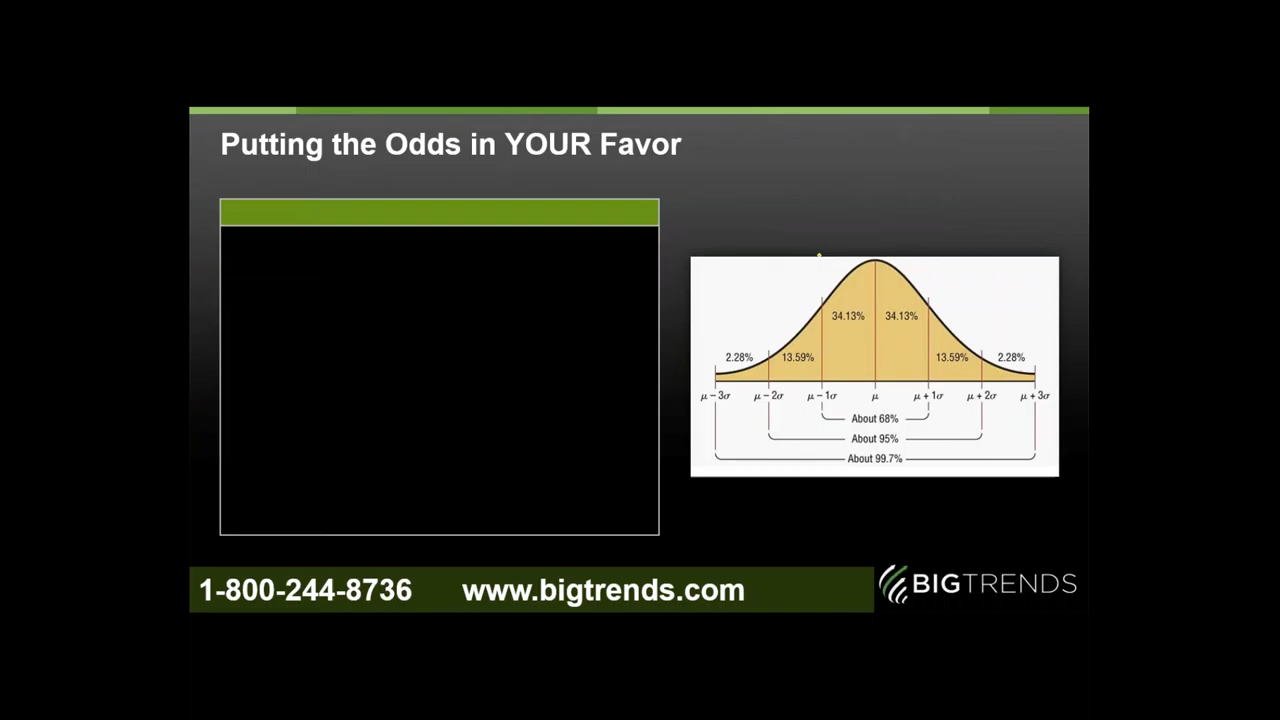 Putting the Odds in YOUR Favor
34.13% 34.13%
2.28% 13.59% 13.59% 2.28%
μ − 3σ μ − 2σ μ − 1σ μ μ + 1σ μ + 2σ μ + 3σ
About 68%
About 95%
About 99.7%
1-800-244-8736 www.bigtrends.com BIGTRENDS